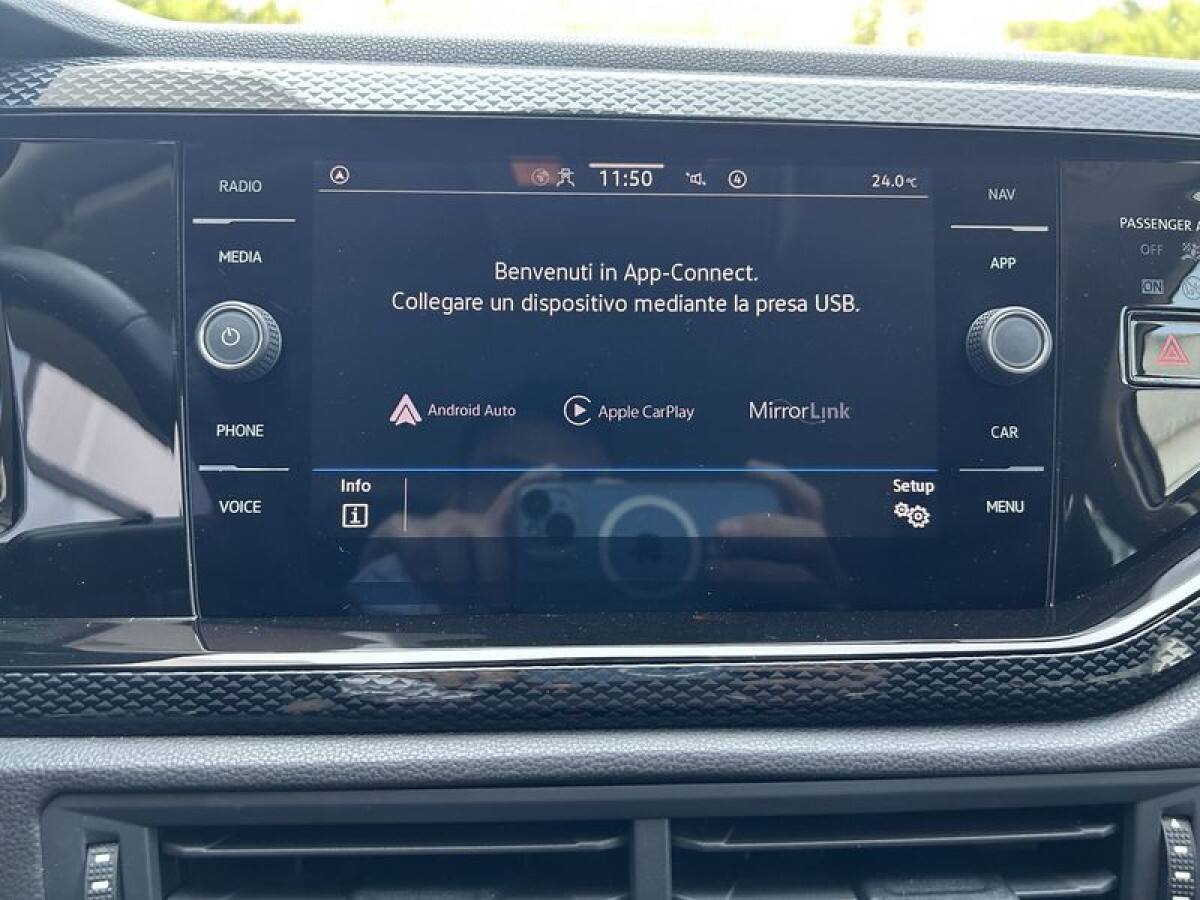 RADIO
MEDIA
PHONE
VOICE
11:50
4
24.0°C
Benvenuti in App-Connect.
Collegare un dispositivo mediante la presa USB.
Android Auto
Apple CarPlay
MirrorLink
Info
Setup
NAV
APP
CAR
MENU
PASSENGER A
OFF
ON